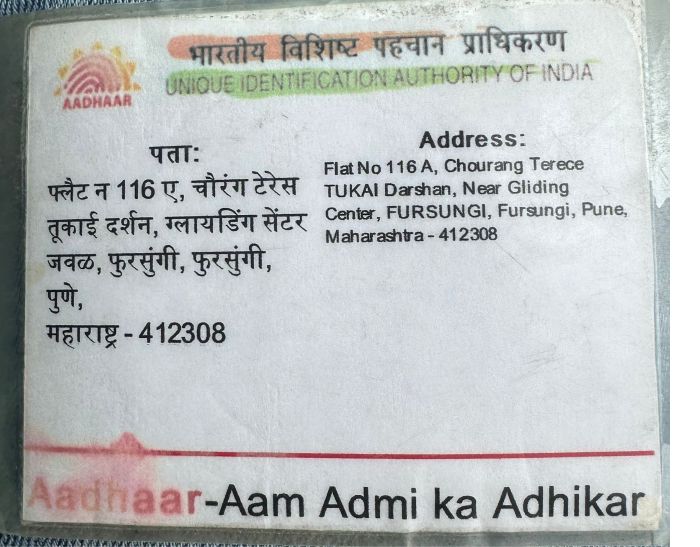 भारतीय विशिष्ट पहचान प्राधिकरण
UNIQUE IDENTIFICATION AUTHORITY OF INDIA
AADHAAR
पता:
फ्लैट न 116 ए, चौरंग टेरेस
तूकाई दर्शन, ग्लायडिंग सेंटर
जवळ, फुरसुंगी, फुरसुंगी,
पुणे,
महाराष्ट्र - 412308
Address:
Flat No 116 A, Chourang Terece
TUKAI Darshan, Near Gliding
Center, FURSUNGI, Fursungi, Pune,
Maharashtra - 412308
Aadhaar-Aam Admi ka Adhikar